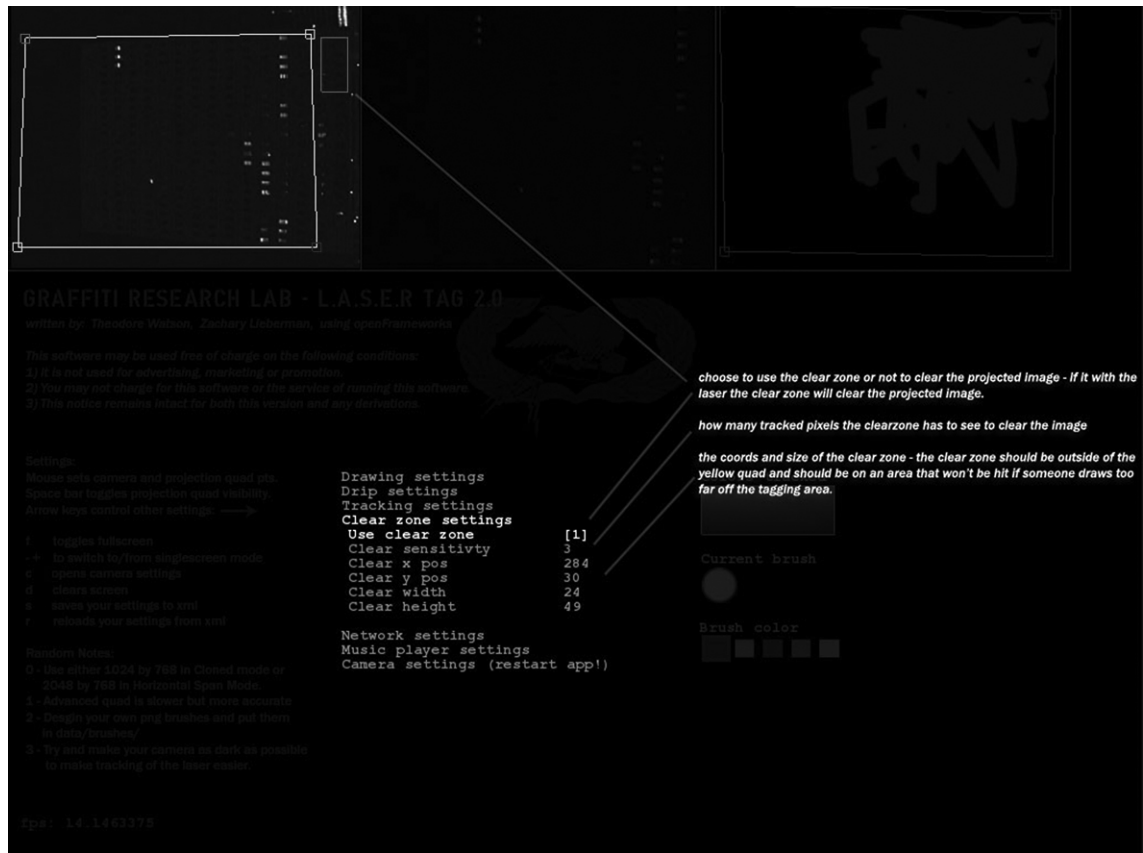 GRAFFITI RESEARCH LAB - L.A.S.E.R TAG 2.0
written by: Theodore Watson, Zachary Lieberman, using openFrameworks
This software may be used free of charge on the following conditions:
1) It is not used for advertising, marketing or promotion.
2) You may not charge for this software or the service of running this software.
3) This notice remains intact for both this version and any derivations.
Settings:
Mouse sets camera and projection quad pts.
Space bar toggles projection quad visibility.
Arrow keys control other settings:
f toggles fullscreen
-+ to switch to/from singlescreen mode
c opens camera settings
d clears screen
s saves your settings to xml
r reloads your settings from xml
Random Notes:
0 - Use either 1024 by 768 in Cloned mode or
2048 by 768 in Horizontal Span Mode.
1 - Advanced quad is slower but more accurate
2 - Desgin your own png brushes and put them
in data/brushes/
3 - Try and make your camera as dark as possible
to make tracking of the laser easier.
fps: 14.1463375
Drawing settings
Drip settings
Tracking settings
Clear zone settings
Use clear zone [1]
Clear sensitivty 3
Clear x pos 284
Clear y pos 30
Clear width 24
Clear height 49
Network settings
Music player settings
Camera settings (restart app!)
choose to use the clear zone or not to clear the projected image - if it with the
laser the clear zone will clear the projected image.
how many tracked pixels the clearzone has to see to clear the image
the coords and size of the clear zone - the clear zone should be outside of the
yellow quad and should be on an area that won't be hit if someone draws too
far off the tagging area.
Current brush
Brush color